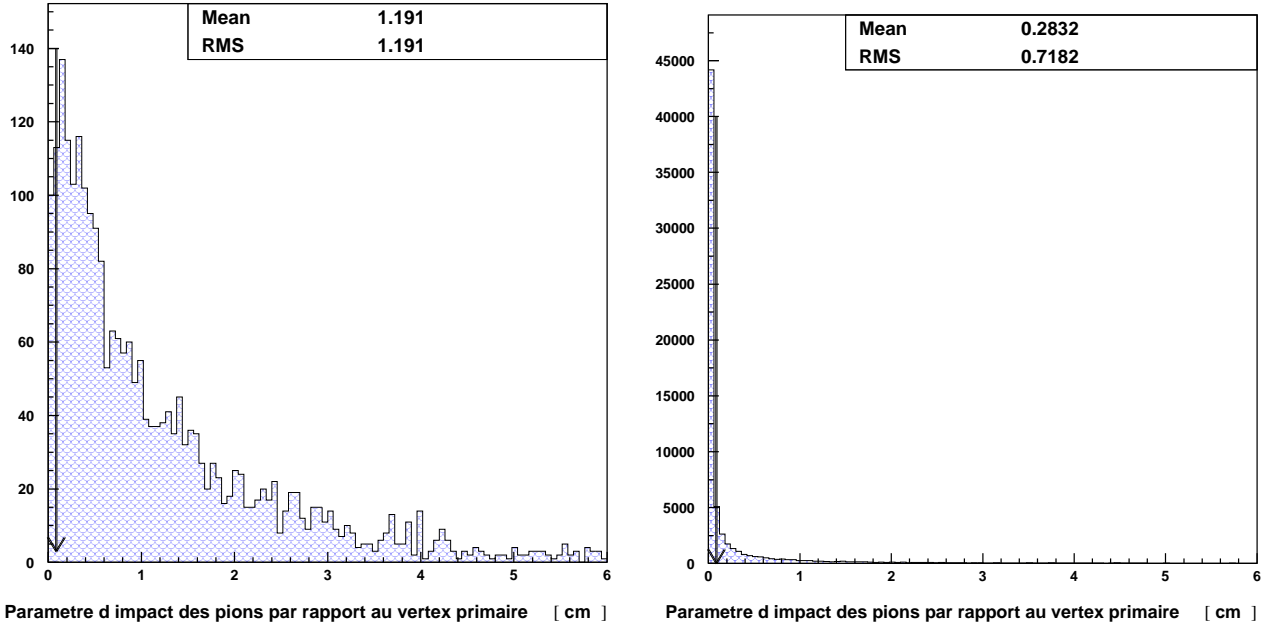 Mean 1.191
RMS 1.191
140
120
100
80
60
40
20
0
0 1 2 3 4 5 6
Parametre d impact des pions par rapport au vertex primaire [ cm ]
Mean 0.2832
RMS 0.7182
45000
40000
35000
30000
25000
20000
15000
10000
5000
0
0 1 2 3 4 5 6
Parametre d impact des pions par rapport au vertex primaire [ cm ]